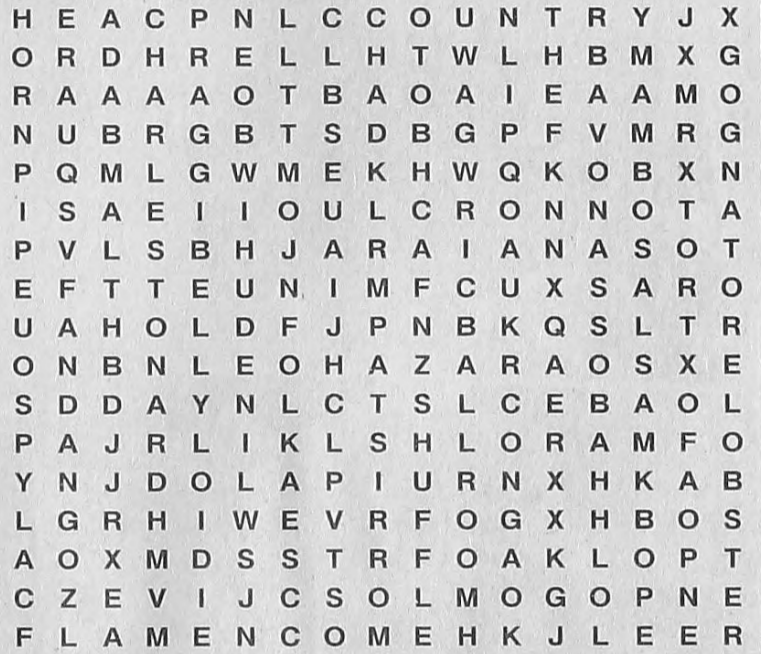 H E A C P N L C C O U N T R Y J X
O R D H R E L L H T W L H B M X G
R A A A A O T B A O A I E A A M O
N U B R G B T S D B G P F V M R G
P Q M L G W M E K H W Q K O B X N
I S A E I I O U L C R O N N O T A
P V L S B H J A R A I A N A S O T
E F T T E U N I M F C U X S A R O
U A H O L D F J P N B K Q S L T R
O N B N L E O H A Z A R A O S X E
S D D A Y N L C T S L C E B A O L
P A J R L I K L S H L O R A M F O
Y N J D O L A P I U R N X H K A B
L G R H I W E V R F O G X H B O S
A O X M D S S T R F O A K L O P T
C Z E V I J C S O L M O G O P N E
F L A M E N C O M E H K J L E E R